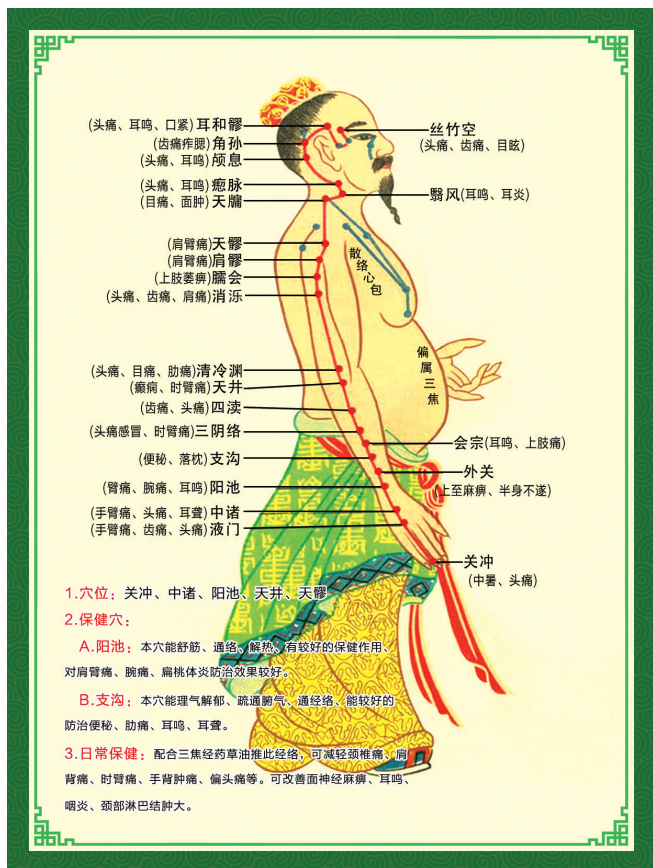 (头痛、耳鸣、口紧)耳和髎
丝竹空
(头痛、齿痛、目眩)
(齿痛痄腮)角孙
(头痛、耳鸣)颅息
(头痛、耳鸣)瘛脉
翳风(耳鸣、耳炎)
(目痛、面肿)天牖
(肩臂痛)天髎
(肩臂痛)肩髎
(上肢萎痹)臑会
(头痛、齿痛、肩痛)消泺
散络心包
偏属三焦
(头痛、目痛、肋痛)清冷渊
(癫痫、时臂痛)天井
(齿痛、头痛)四渎
(头痛感冒、时臂痛)三阴络
会宗(耳鸣、上肢痛)
(便秘、落枕)支沟
外关
(上至麻痹、半身不遂)
(臂痛、腕痛、耳鸣)阳池
(手臂痛、头痛、耳聋)中诸
(手臂痛、齿痛、头痛)液门
关冲
(中暑、头痛)
1.穴位：关冲、中诸、阳池、天井、天髎
2.保健穴：
A.阳池：本穴能舒筋、通络、解热、有较好的保健作用、
对肩臂痛、腕痛、扁桃体炎防治效果较好。
B.支沟：本穴能理气解郁、疏通腑气、通经络、能较好的
防治便秘、肋痛、耳鸣、耳聋。
3.日常保健：配合三焦经药草油推此经络，可减轻颈椎痛、肩
背痛、时臂痛、手背肿痛、偏头痛等。可改善面神经麻痹、耳鸣、
咽炎、颈部淋巴结肿大。